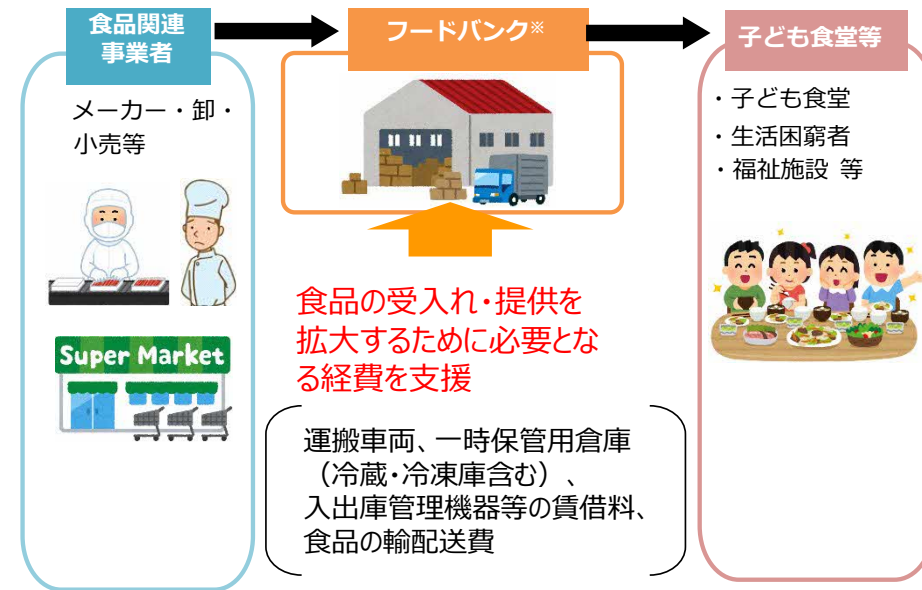 食品関連
事業者
フードバンク※
子ども食堂等
メーカー・卸・
小売等
Super Market
食品の受入れ・提供を
拡大するために必要とな
る経費を支援
運搬車両、一時保管用倉庫
（冷蔵・冷凍庫含む）、
入出庫管理機器等の賃借料、
食品の輸配送費
・子ども食堂
・生活困窮者
・福祉施設 等